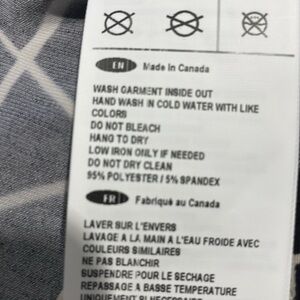 EN Made in Canada
WASH GARMENT INSIDE OUT
HAND WASH IN COLD WATER WITH LIKE
COLORS
DO NOT BLEACH
HANG TO DRY
LOW IRON ONLY IF NEEDED
DO NOT DRY CLEAN
95% POLYESTER / 5% SPANDEX
FR Fabriqué au Canada
LAVER SUR L'ENVERS
LAVAGE A LA MAIN A L'EAU FROIDE AVEC
COULEURS SIMILAIRES
NE PAS BLANCHIR
SUSPENDRE POUR LE SECHAGE
REPASSAGE A BASSE TEMPERATURE
UNIQUEMENT SI NECESSAIRE